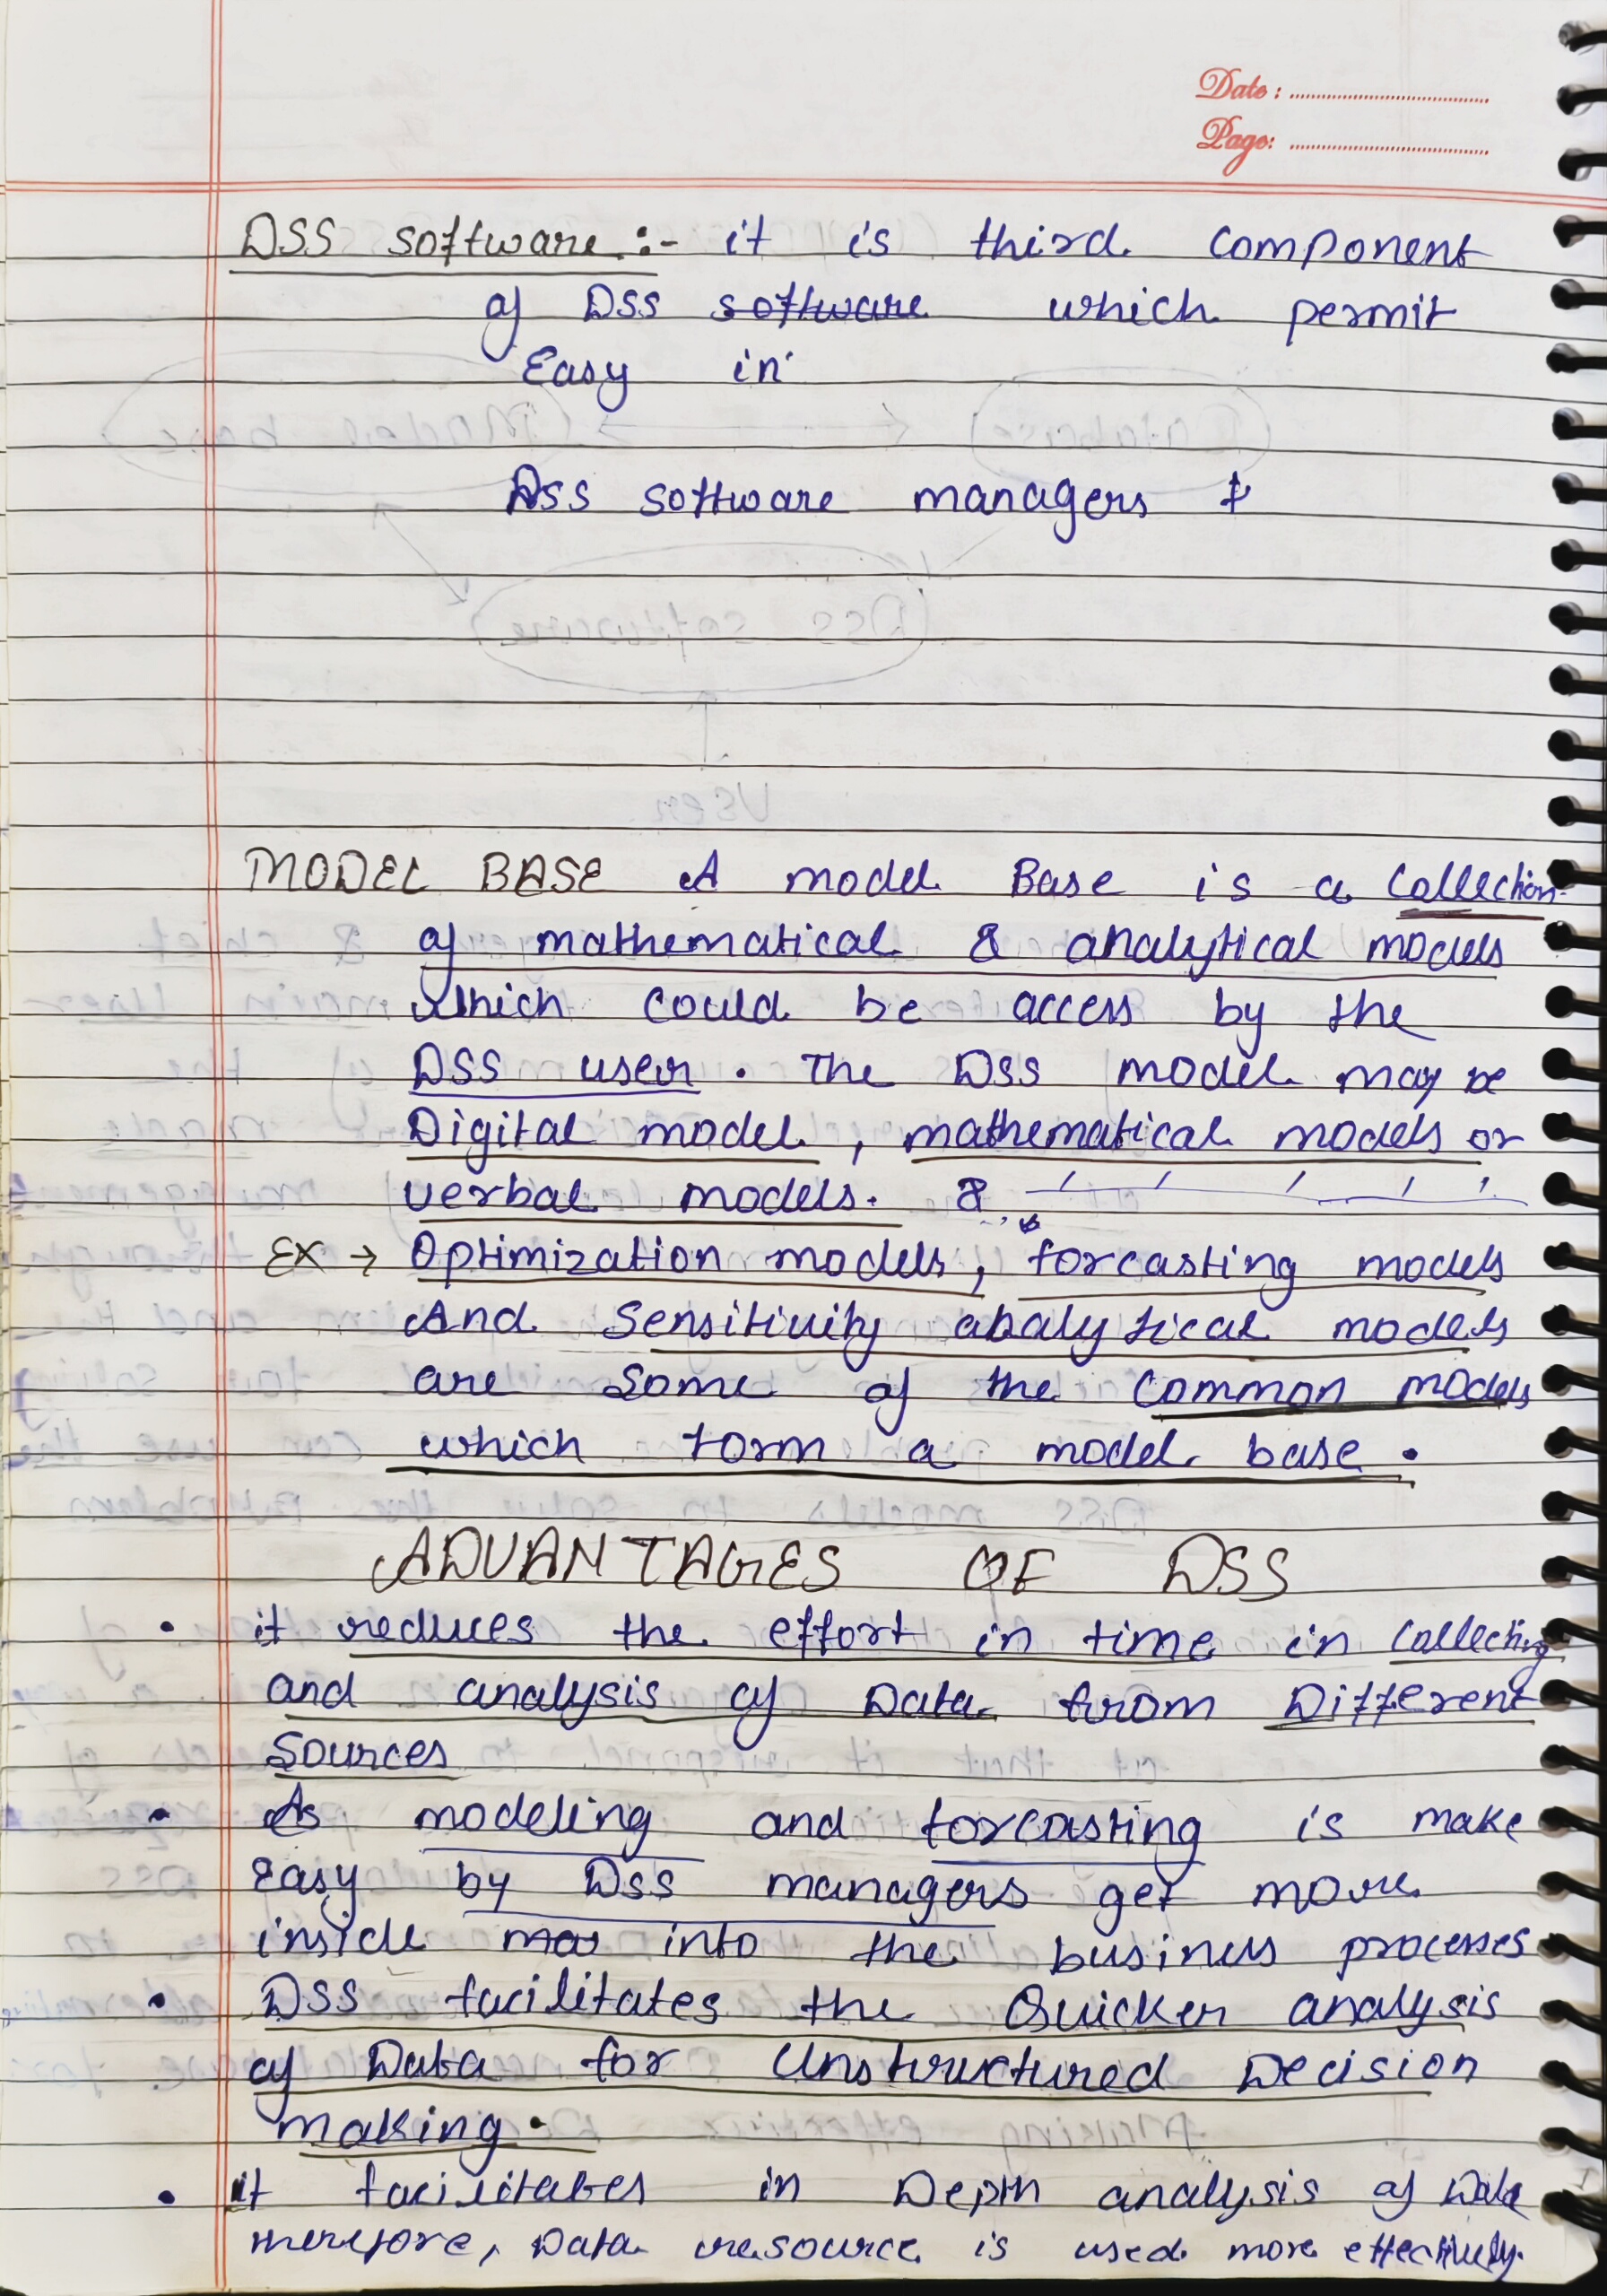 Date :
Page:
DSS software :- it is third component
of DSS software which permit
Easy in
DSS software managers
MODEL BASE A model Base is a collection
of mathematical & analytical models
which could be access by the
DSS user . The DSS model may be
Digital model , mathematical models or
verbal models. &
EX → Optimization models, forcasting models
And Sensitivity abalytical models
are some of the common models
which form a model base .
ADVANTAGES OF DSS
• it reduces the effort in time in collecting
and analysis of Data from Different
Sources
• As modeling and forcasting is make
Easy by DSS managers get more
inside into the business processes
• DSS facilitates the Quicker analysis
of Data for Unstructured Decision
making .
• it facilitates in Depth analysis of Data
therefore, Data resource is used more effectively.